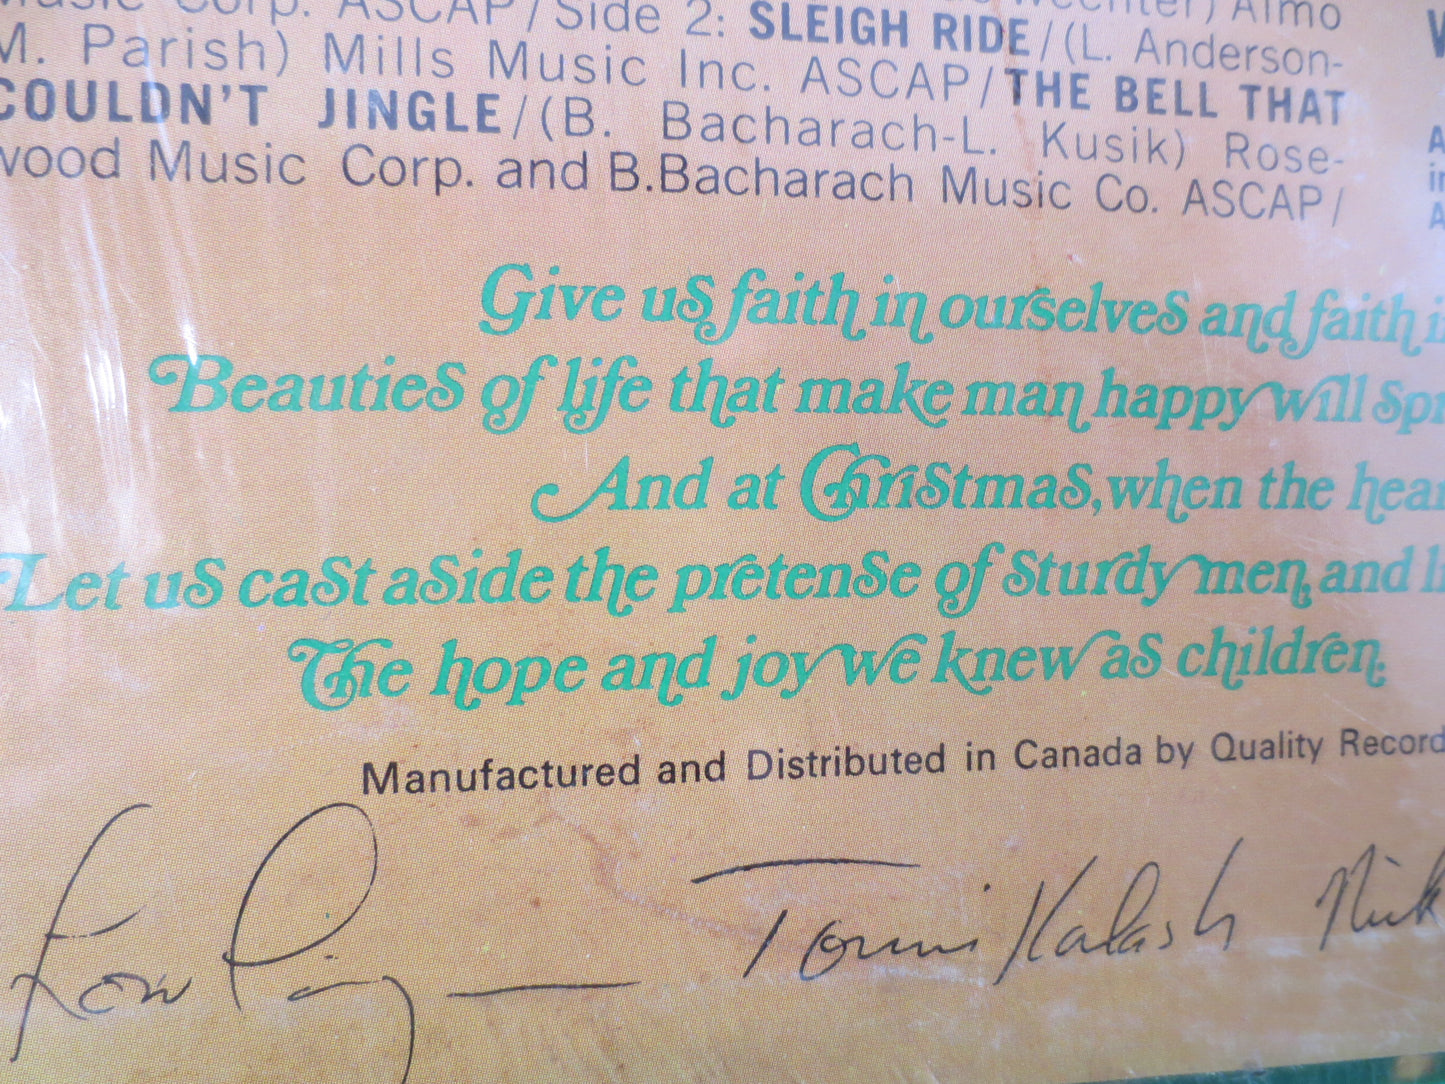 Music Corp. ASCAP/Side 2: SLEIGH RIDE/(L. Anderson-
M. Parish) Mills Music Inc. ASCAP/THE BELL THAT
COULDN'T JINGLE/(B. Bacharach-L. Kusik) Rose-
wood Music Corp. and B.Bacharach Music Co. ASCAP/
Give us faith in ourselves and faith
Beauties of life that make man happy will
And at Christmas, when the
Let us cast aside the pretense of sturdy men, and
The hope and joy we knew as children.
Manufactured and Distributed in Canada by Quality Record
Tonni Kalash Nick